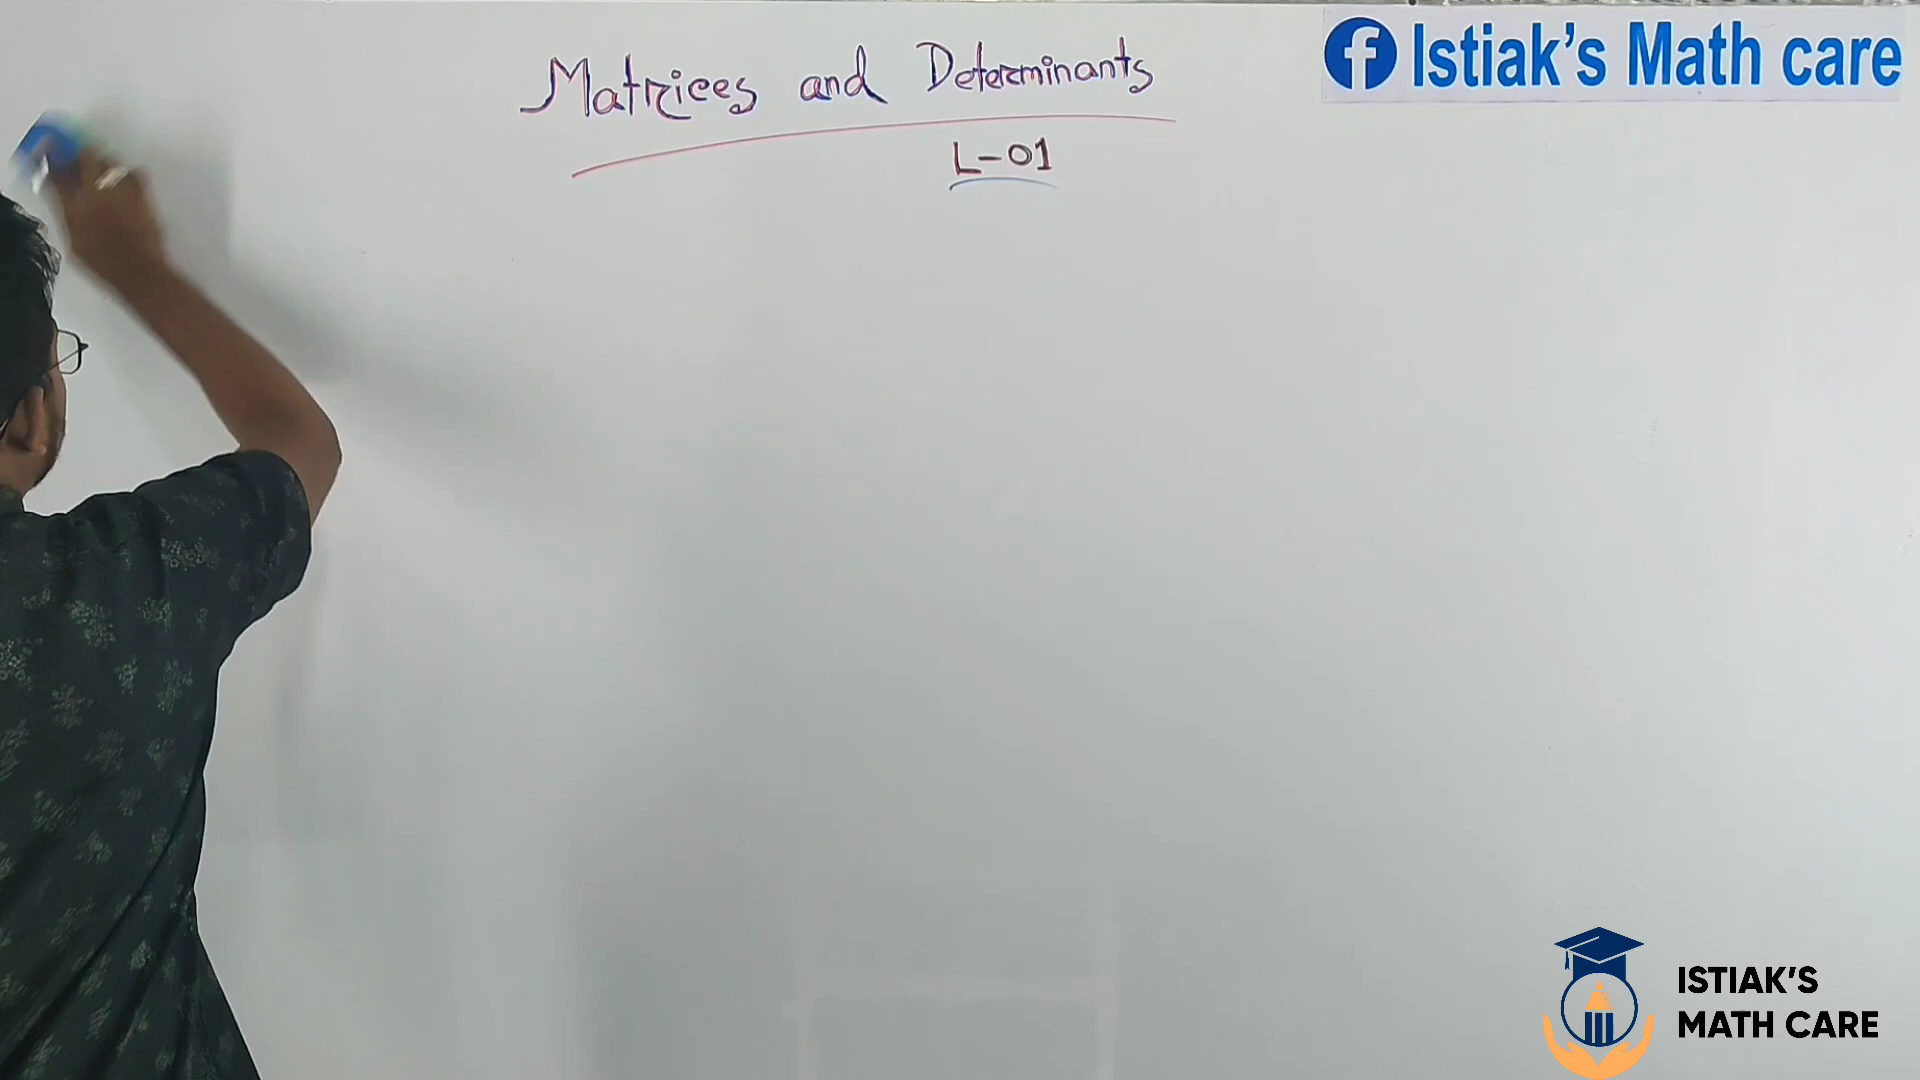 Matrices and Determinants
L-01
f Istiak's Math care
ISTIAK'S
MATH CARE